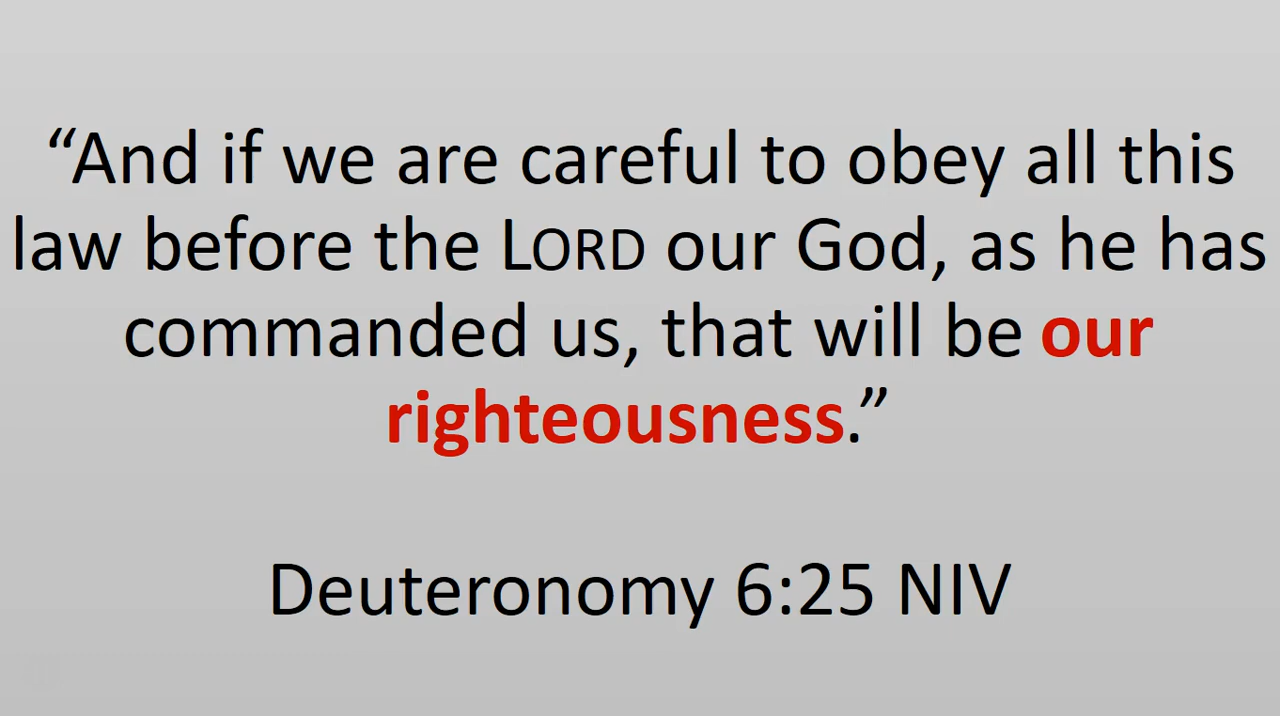 “And if we are careful to obey all this
law before the LORD our God, as he has
commanded us, that will be our
righteousness.”
Deuteronomy 6:25 NIV